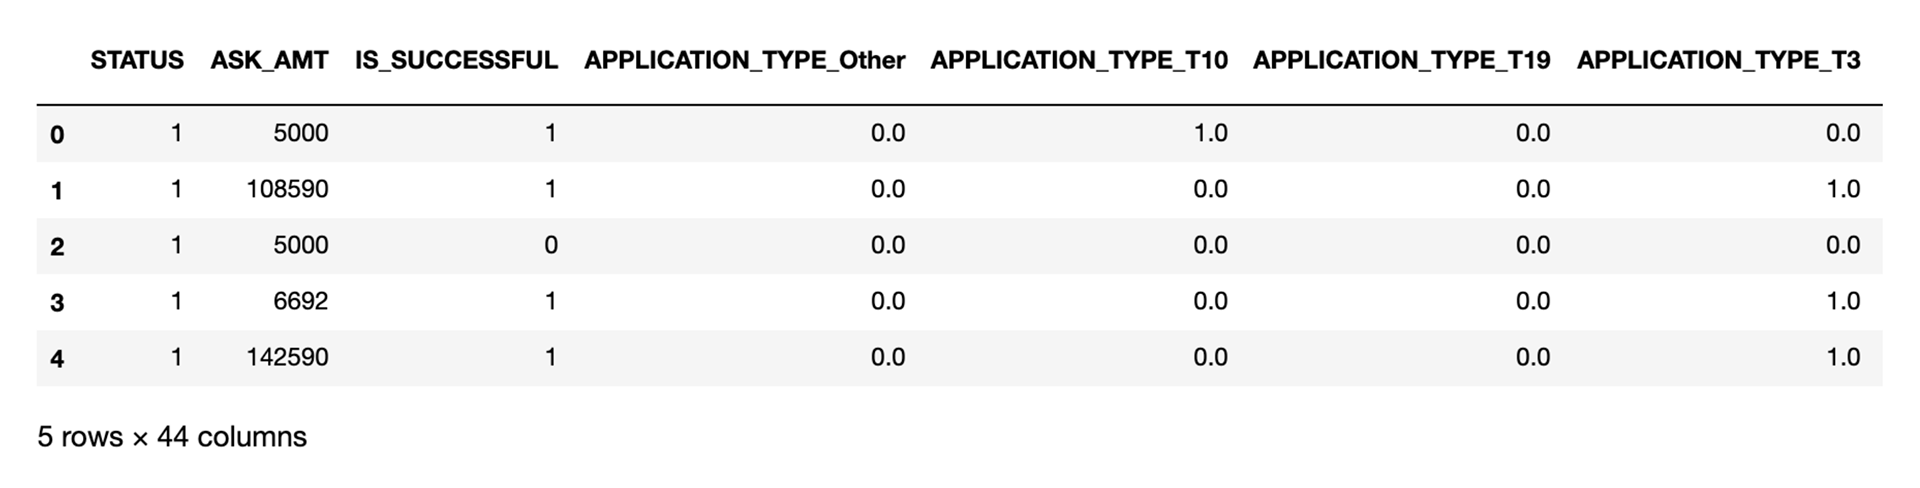 STATUS ASK_AMT IS_SUCCESSFUL APPLICATION_TYPE_Other APPLICATION_TYPE_T10 APPLICATION_TYPE_T19 APPLICATION_TYPE_T3
0 1 5000 1 0.0 1.0 0.0 0.0
1 1 108590 1 0.0 0.0 0.0 1.0
2 1 5000 0 0.0 0.0 0.0 0.0
3 1 6692 1 0.0 0.0 0.0 1.0
4 1 142590 1 0.0 0.0 0.0 1.0
5 rows × 44 columns